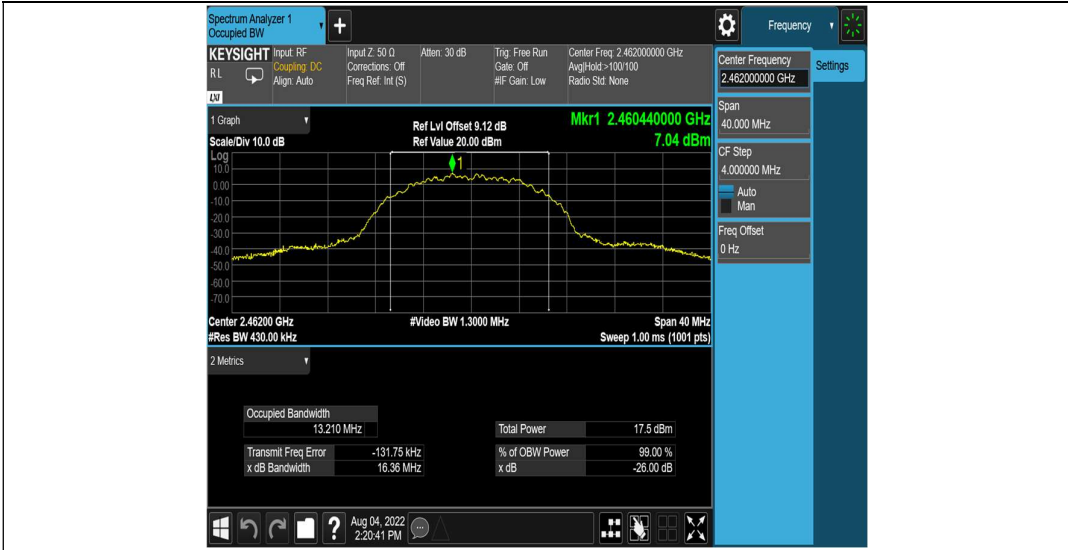 Spectrum Analyzer 1
Occupied BW
Frequency
KEYSIGHT
RL
LXI
Input: RF
Coupling: DC
Align: Auto
Input Z: 50 Ω
Corrections: Off
Freq Ref: Int (S)
Atten: 30 dB
Trig: Free Run
Gate: Off
#IF Gain: Low
Center Freq: 2.462000000 GHz
Avg|Hold:>100/100
Radio Std: None
Center Frequency
2.462000000 GHz
Settings
Span
40.000 MHz
CF Step
4.000000 MHz
Auto
Man
Freq Offset
0 Hz
1 Graph
Scale/Div 10.0 dB
Ref Lvl Offset 9.12 dB
Ref Value 20.00 dBm
Mkr1 2.460440000 GHz
7.04 dBm
Log
10.0
0.00
-10.0
-20.0
-30.0
-40.0
-50.0
-60.0
-70.0
1
Center 2.46200 GHz
#Video BW 1.3000 MHz
Span 40 MHz
#Res BW 430.00 kHz
Sweep 1.00 ms (1001 pts)
2 Metrics
Occupied Bandwidth
13.210 MHz
Total Power 17.5 dBm
Transmit Freq Error -131.75 kHz
% of OBW Power 99.00 %
x dB Bandwidth 16.36 MHz
x dB -26.00 dB
?
Aug 04, 2022
2:20:41 PM